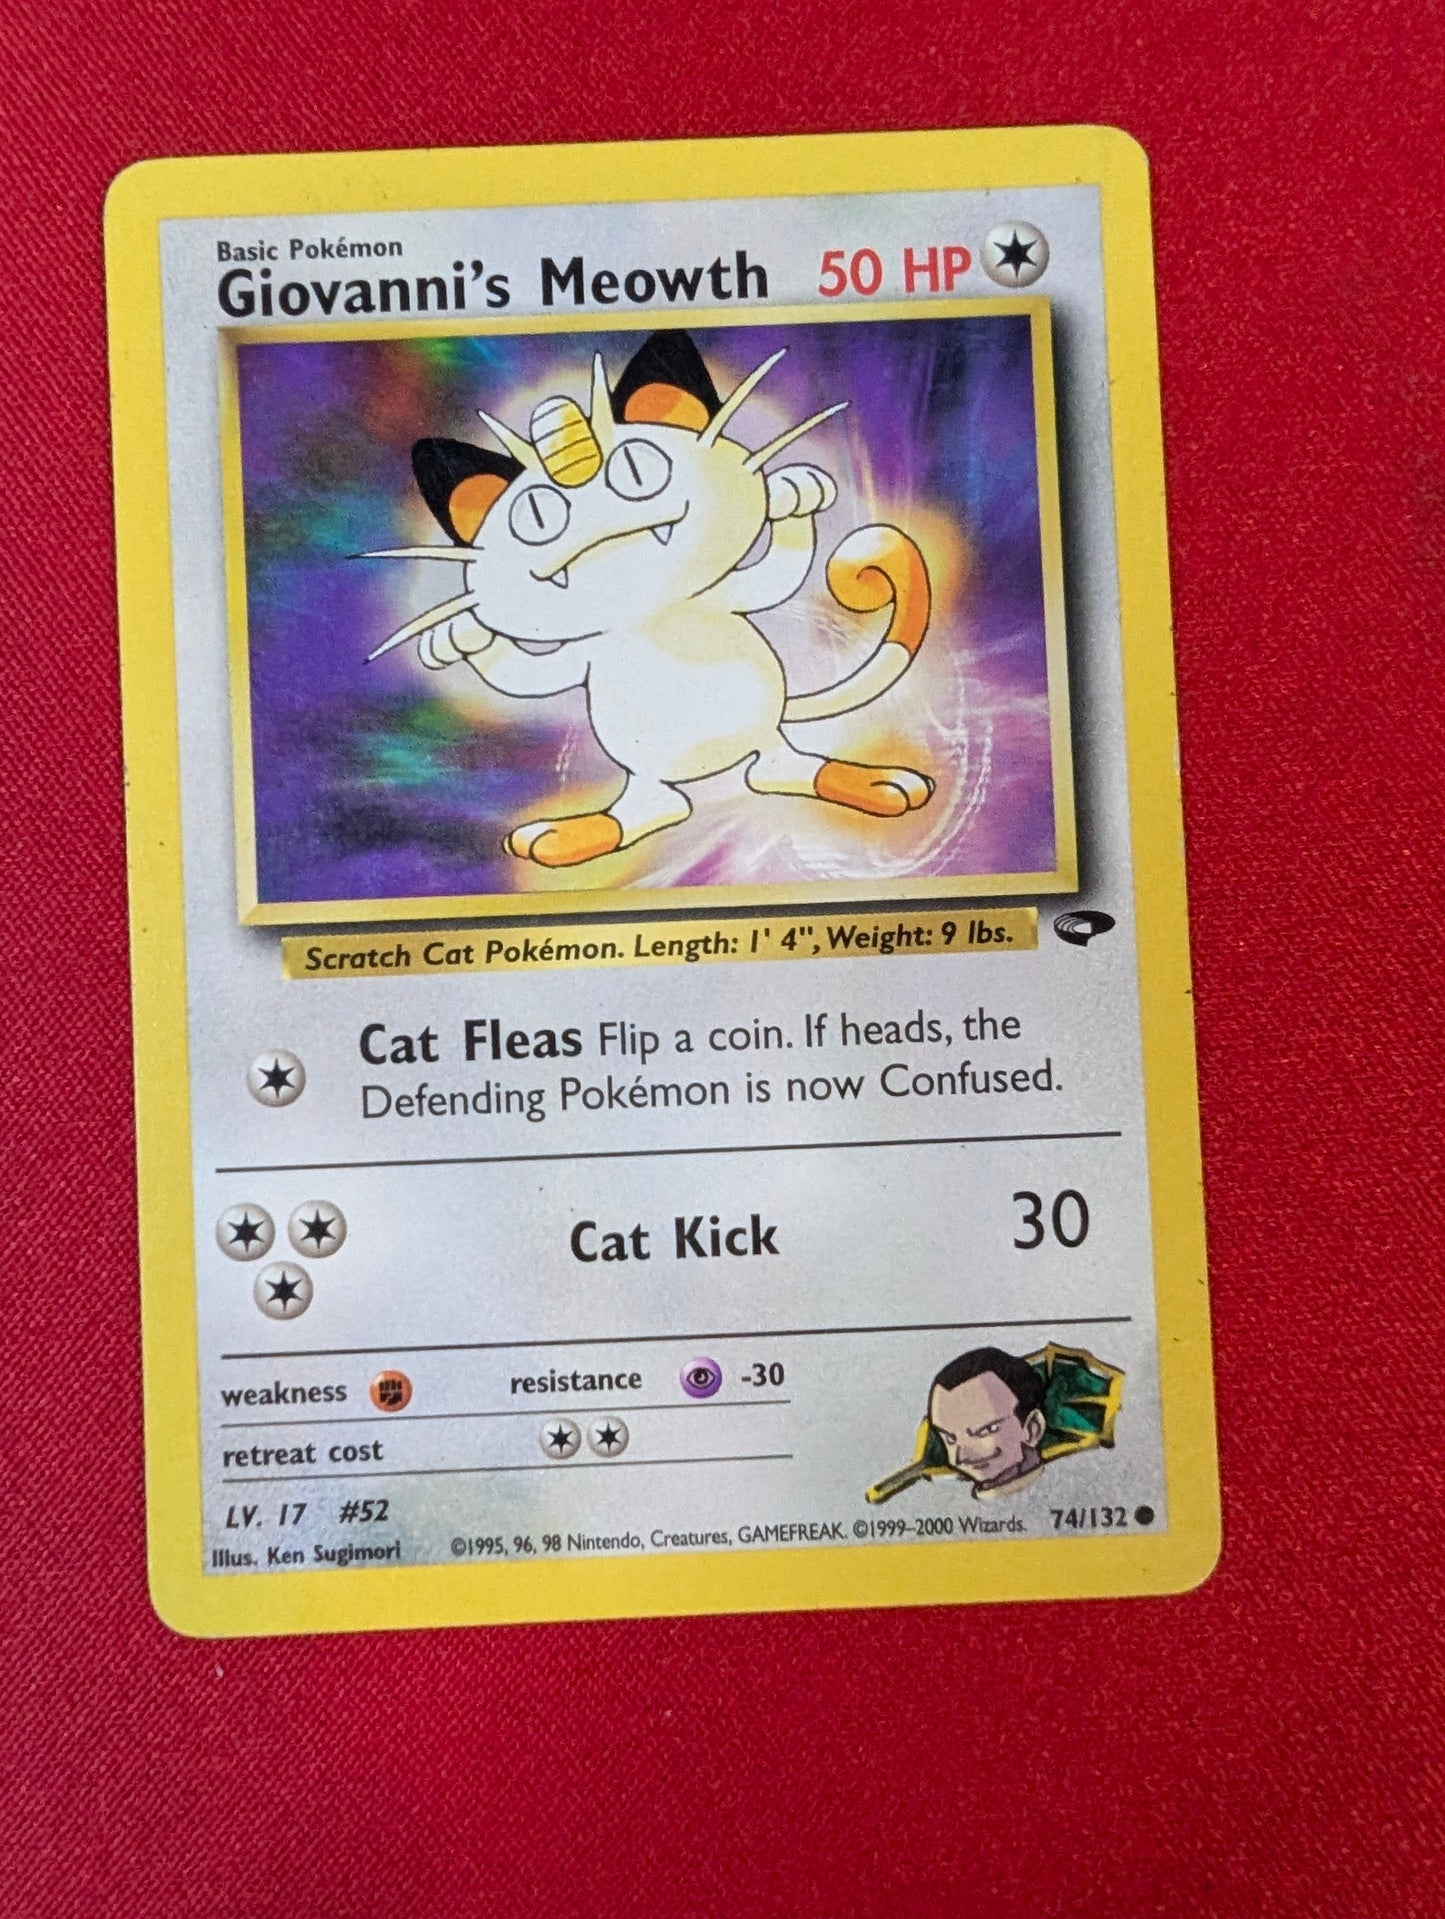 Basic Pokémon
Giovanni's Meowth 50 HP
Scratch Cat Pokémon. Length: 1' 4", Weight: 9 lbs.
Cat Fleas Flip a coin. If heads, the
Defending Pokémon is now Confused.
Cat Kick 30
weakness resistance -30
retreat cost
LV. 17 #52
Illus. Ken Sugimori ©1995, 96, 98 Nintendo, Creatures, GAMEFREAK. ©1999–2000 Wizards. 74/132